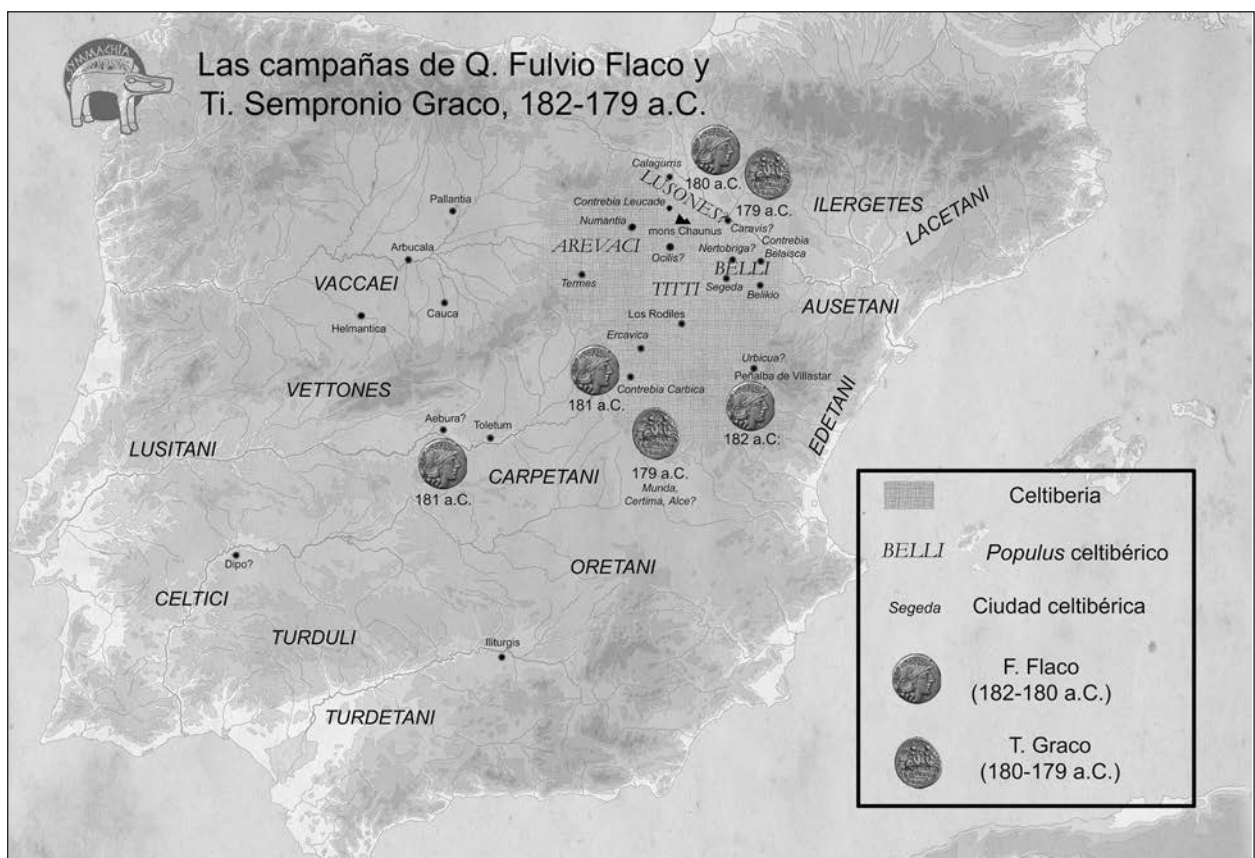 SYMMACHIA
Las campañas de Q. Fulvio Flaco y
Ti. Sempronio Graco, 182-179 a.C.
Calagurris
180 a.C.
179 a.C.
LUSONES?
ILERGETES
LACETANI
Pallantia
Contrebia Leucade
Numantia
mons Chaunus
Caravis?
Arbucala
AREVACI
Ocilis?
Nertobriga?
Contrebia
Belaisca
BELLI
VACCAEI
Termes
TITTI
Segeda
Belikio
AUSETANI
Helmantica
Cauca
Los Rodiles
Ercavica
Urbicua?
Peñalba de Villastar
VETTONES
Contrebia Carbica
181 a.C.
182 a.C:
EDETANI
Aebura?
Toletum
LUSITANI
CARPETANI
179 a.C.
Munda,
Certima, Alce?
181 a.C.
Dipo?
ORETANI
CELTICI
TURDULI
Iliturgis
TURDETANI
Celtiberia
BELLI
Populus celtibérico
Segeda
Ciudad celtibérica
F. Flaco
(182-180 a.C.)
T. Graco
(180-179 a.C.)